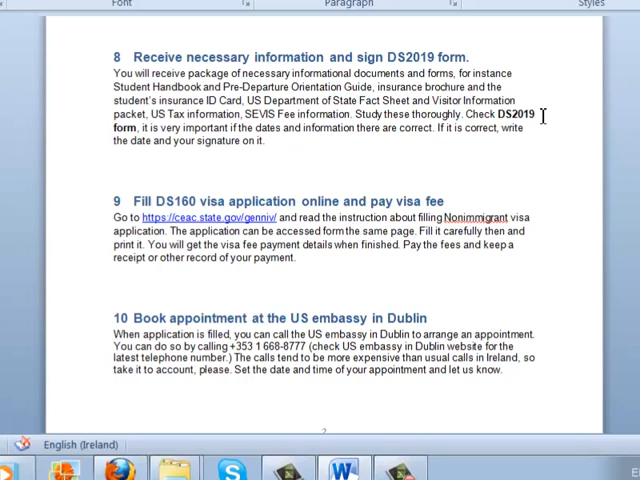 Font
Paragraph
Styles
8 Receive necessary information and sign DS2019 form.
You will receive package of necessary informational documents and forms, for instance
Student Handbook and Pre-Departure Orientation Guide, insurance brochure and the
student's insurance ID Card, US Department of State Fact Sheet and Visitor Information
packet, US Tax information, SEVIS Fee information. Study these thoroughly. Check DS2019
form, it is very important if the dates and information there are correct. If it is correct, write
the date and your signature on it.
9 Fill DS160 visa application online and pay visa fee
Go to https://ceac.state.gov/genniv/ and read the instruction about filling Nonimmigrant visa
application. The application can be accessed form the same page. Fill it carefully then and
print it. You will get the visa fee payment details when finished. Pay the fees and keep a
receipt or other record of your payment.
10 Book appointment at the US embassy in Dublin
When application is filled, you can call the US embassy in Dublin to arrange an appointment.
You can do so by calling +353 1 668-8777 (check US embassy in Dublin website for the
latest telephone number.) The calls tend to be more expensive than usual calls in Ireland, so
take it to account, please. Set the date and time of your appointment and let us know.
2
English (Ireland)